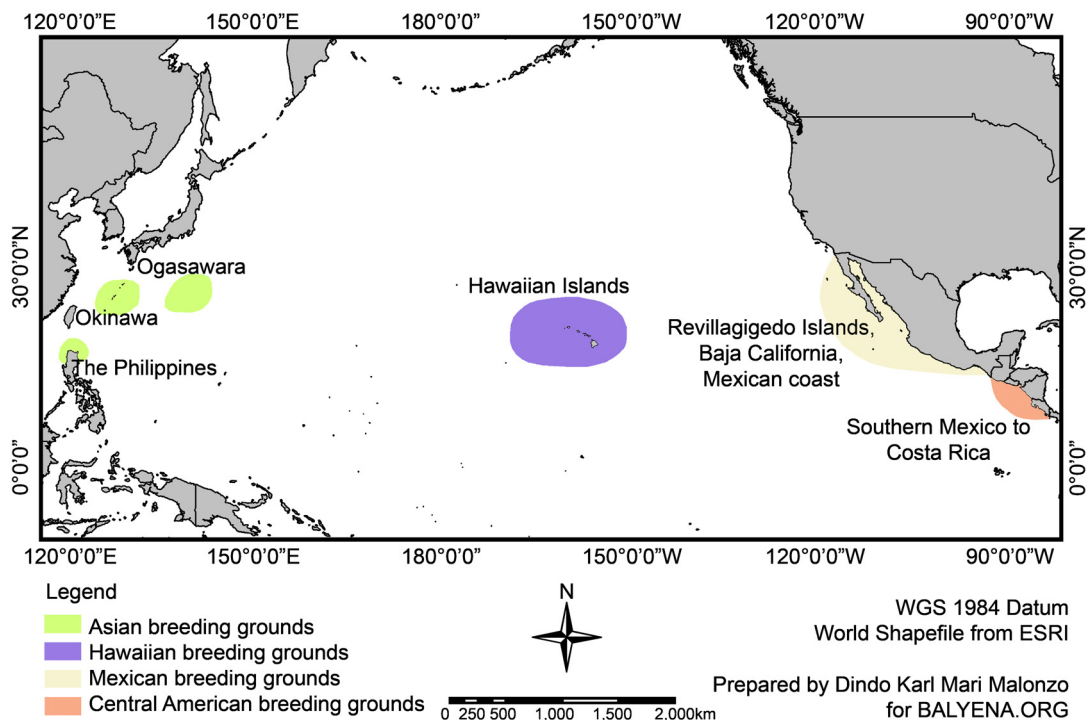 120°0'0"E 150°0'0"E 180°0'0" 150°0'0"W 120°0'0"W 90°0'0"W
30°0'0"N
0°0'0"
30°0'0"N
0°0'0"
Ogasawara
Okinawa
The Philippines
Hawaiian Islands
Revillagigedo Islands,
Baja California,
Mexican coast
Southern Mexico to
Costa Rica
120°0'0"E 150°0'0"E 180°0'0" 150°0'0"W 120°0'0"W 90°0'0"W
Legend
Asian breeding grounds
Hawaiian breeding grounds
Mexican breeding grounds
Central American breeding grounds
N
0 250 500 1.000 1.500 2.000km
WGS 1984 Datum
World Shapefile from ESRI
Prepared by Dindo Karl Mari Malonzo
for BALYENA.ORG